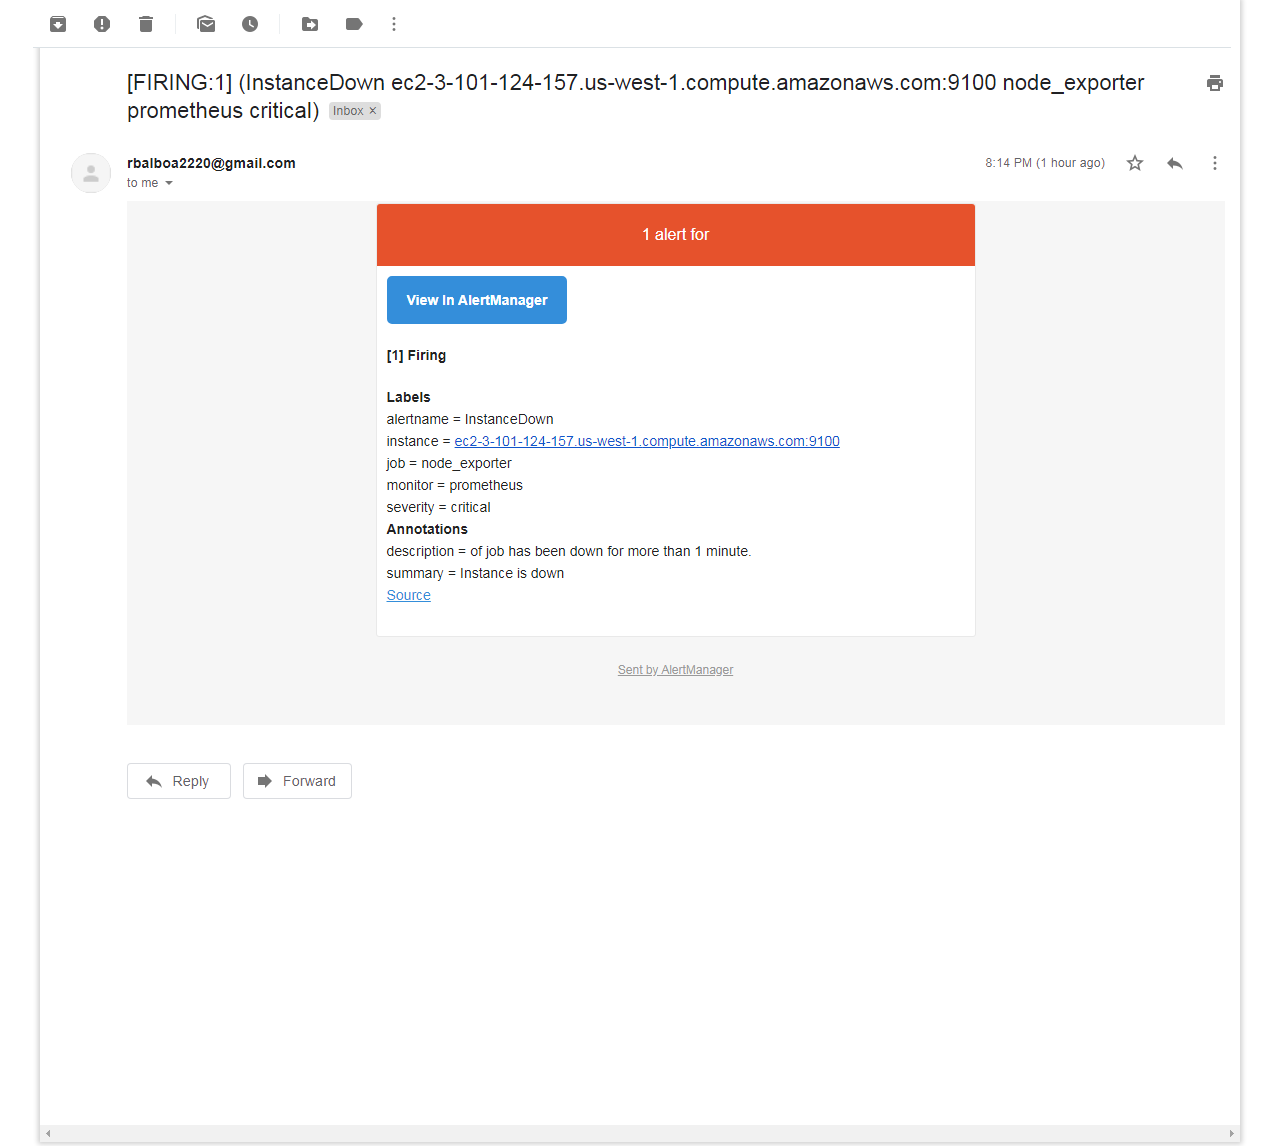 [FIRING:1] (InstanceDown ec2-3-101-124-157.us-west-1.compute.amazonaws.com:9100 node_exporter
prometheus critical) Inbox ×
rbalboa2220@gmail.com
8:14 PM (1 hour ago)
to me
1 alert for
View In AlertManager
[1] Firing
Labels
alertname = InstanceDown
instance = ec2-3-101-124-157.us-west-1.compute.amazonaws.com:9100
job = node_exporter
monitor = prometheus
severity = critical
Annotations
description = of job has been down for more than 1 minute.
summary = Instance is down
Source
Sent by AlertManager
Reply
Forward